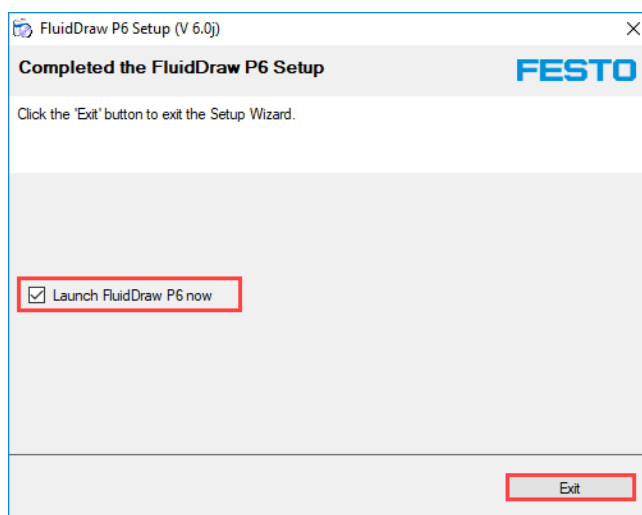 FluidDraw P6 Setup (V 6.0j)
Completed the FluidDraw P6 Setup
FESTO
Click the 'Exit' button to exit the Setup Wizard.
Launch FluidDraw P6 now
Exit